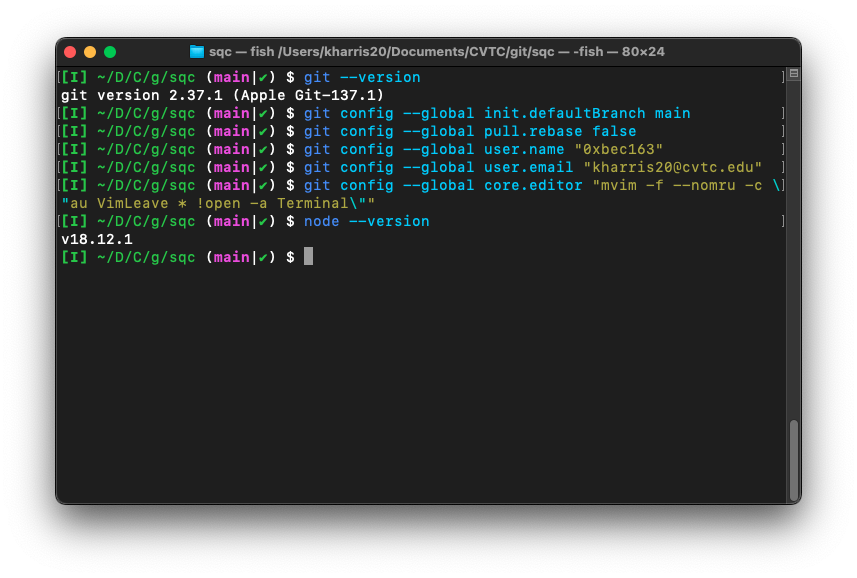 sqc — fish /Users/kharris20/Documents/CVTC/git/sqc — -fish — 80×24
[[I] ~/D/C/g/sqc (main|✔) $ git --version ]
git version 2.37.1 (Apple Git-137.1)
[[I] ~/D/C/g/sqc (main|✔) $ git config --global init.defaultBranch main ]
[[I] ~/D/C/g/sqc (main|✔) $ git config --global pull.rebase false ]
[[I] ~/D/C/g/sqc (main|✔) $ git config --global user.name "0xbec163" ]
[[I] ~/D/C/g/sqc (main|✔) $ git config --global user.email "kharris20@cvtc.edu" ]
[[I] ~/D/C/g/sqc (main|✔) $ git config --global core.editor "mvim -f --nomru -c \]
"au VimLeave * !open -a Terminal\""
[[I] ~/D/C/g/sqc (main|✔) $ node --version ]
v18.12.1
[I] ~/D/C/g/sqc (main|✔) $